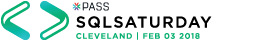 PASS
SQLSATURDAY
CLEVELAND | FEB 03 2018